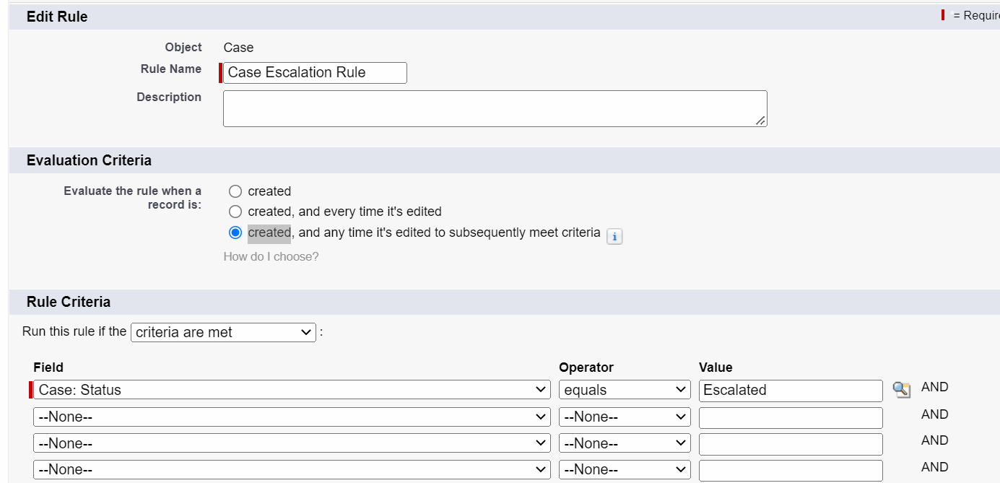 Edit Rule
= Require
Object Case
Rule Name Case Escalation Rule
Description
Evaluation Criteria
Evaluate the rule when a record is:
created
created, and every time it's edited
created, and any time it's edited to subsequently meet criteria i
How do I choose?
Rule Criteria
Run this rule if the criteria are met :
Field Operator Value
Case: Status equals Escalated AND
--None-- --None-- AND
--None-- --None-- AND
--None-- --None-- AND